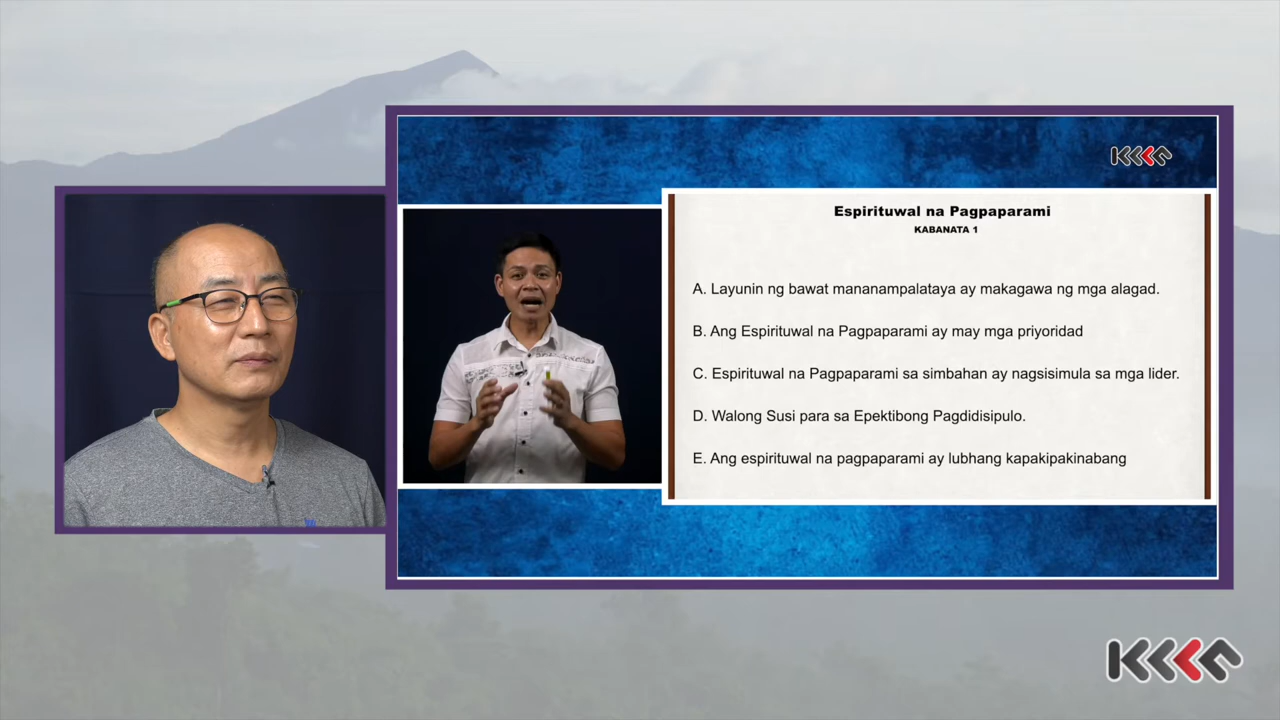 Espirituwal na Pagpaparami
KABANATA 1
A. Layunin ng bawat mananampalataya ay makagawa ng mga alagad.
B. Ang Espirituwal na Pagpaparami ay may mga priyoridad
C. Espirituwal na Pagpaparami sa simbahan ay nagsisimula sa mga lider.
D. Walong Susi para sa Epektibong Pagdidisipulo.
E. Ang espirituwal na pagpaparami ay lubhang kapakipakinabang